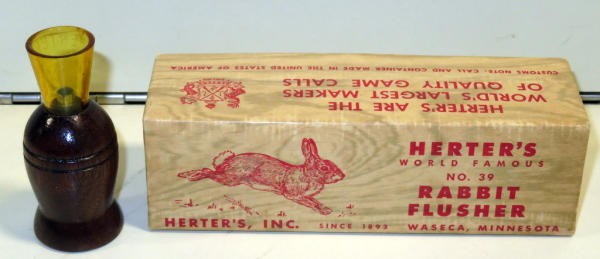 CUSTOMS NOTE: CALL AND CONTAINER MADE IN THE UNITED STATES OF AMERICA
HERTER'S ARE THE
WORLD'S LARGEST MAKERS
OF QUALITY GAME CALLS
HERTER'S
WORLD FAMOUS
NO. 39
RABBIT
FLUSHER
HERTER'S, INC. SINCE 1893 WASECA, MINNESOTA